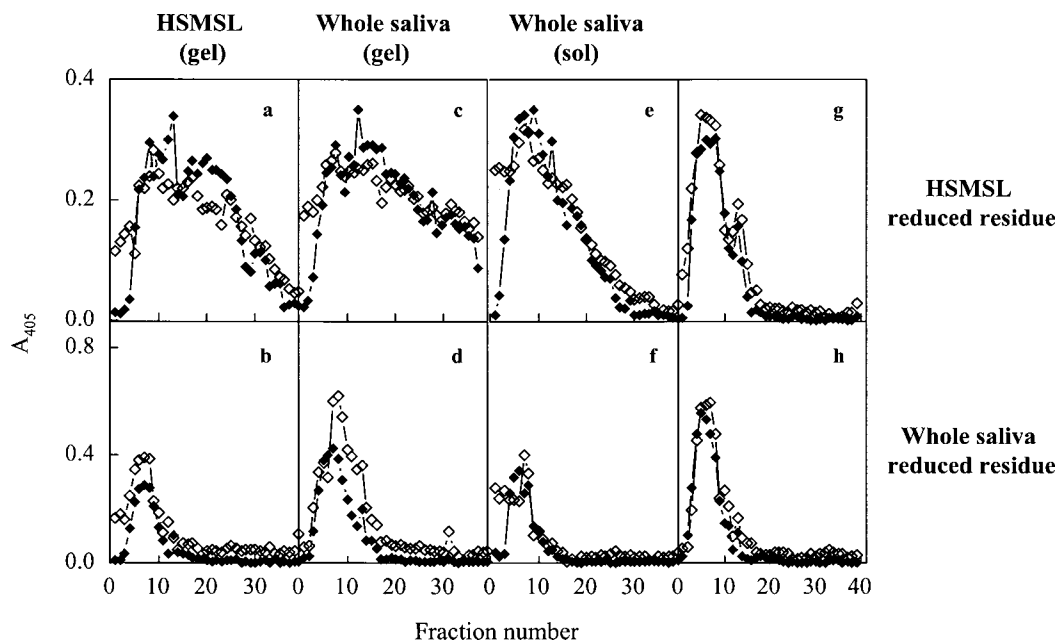 HSMSL
(gel)
Whole saliva
(gel)
Whole saliva
(sol)
0.4
a
c
e
g
0.2
HSMSL
reduced residue
0.0
A405
0.8
b
d
f
h
0.4
Whole saliva
reduced residue
0.0
0 10 20 30 0 10 20 30 0 10 20 30 0 10 20 30 40
Fraction number